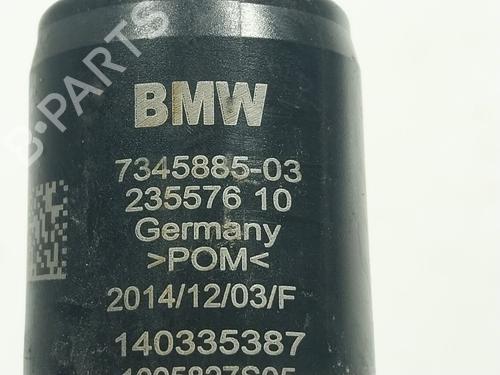 B-PARTS
BMW
7345885-03
235576 10
Germany
>POM<
2014/12/03/F
140335387